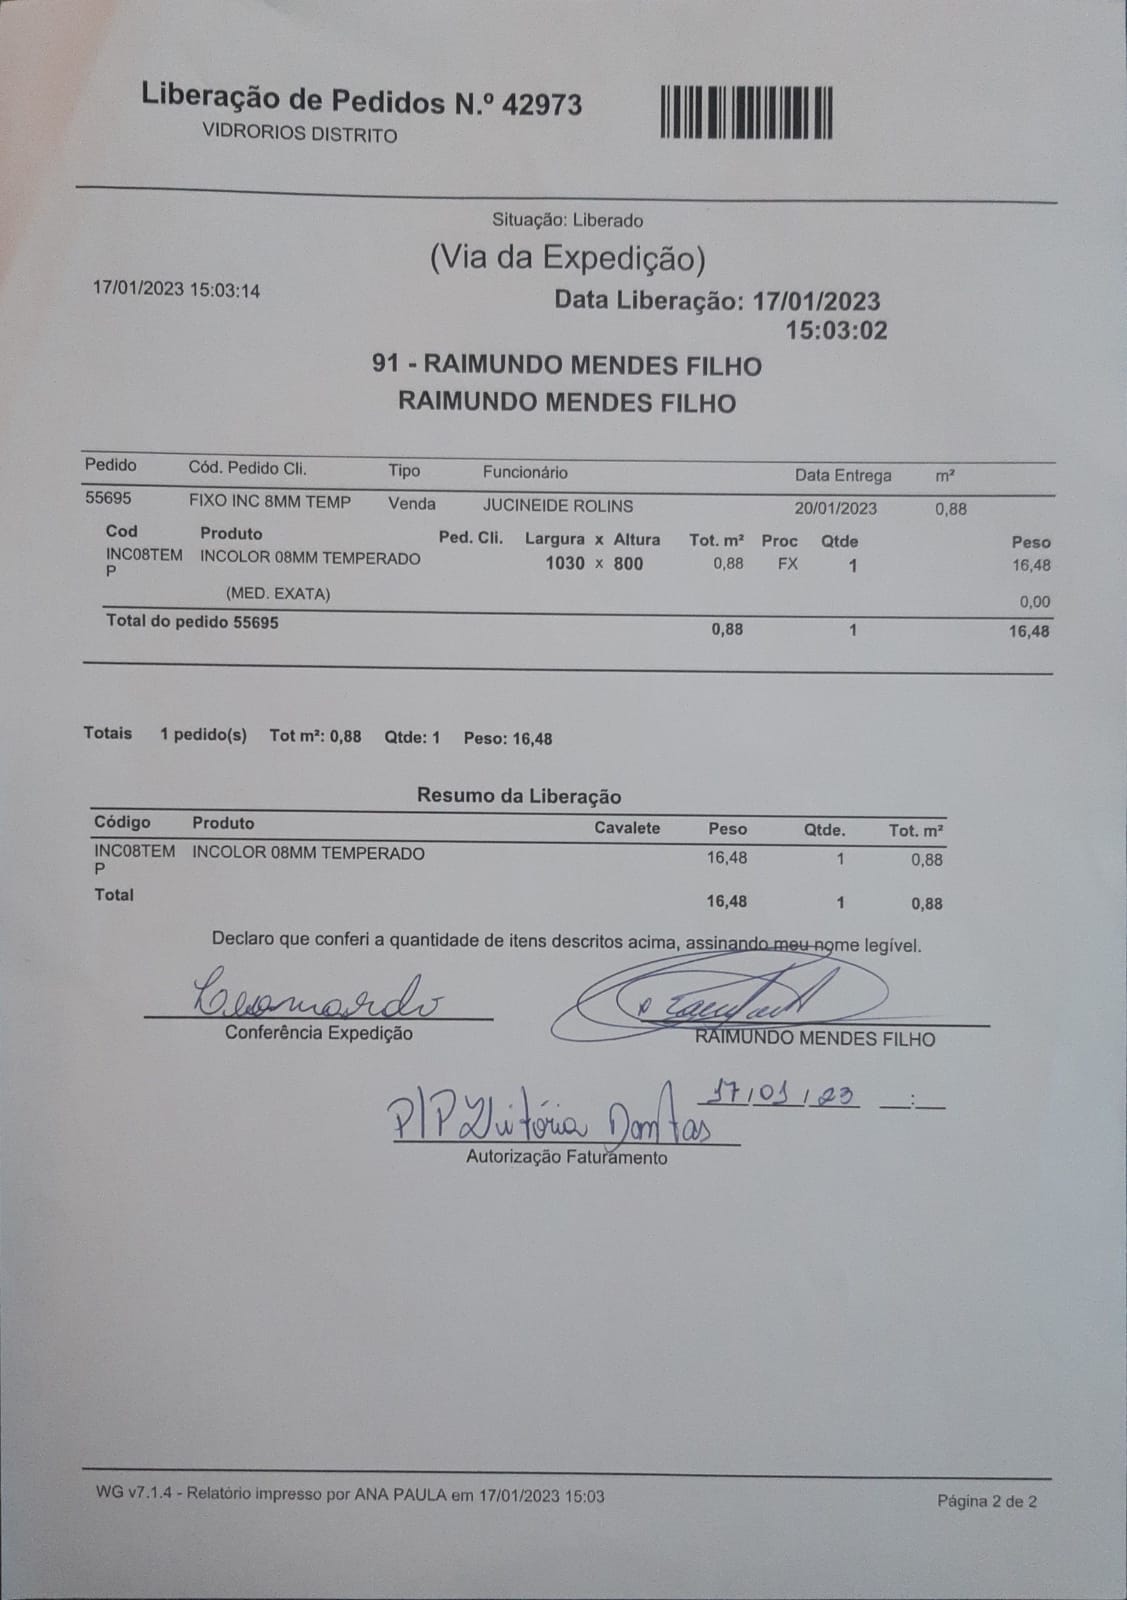 Liberação de Pedidos N.º 42973
VIDRORIOS DISTRITO
Situação: Liberado
(Via da Expedição)
17/01/2023 15:03:14
Data Liberação: 17/01/2023
15:03:02
91 - RAIMUNDO MENDES FILHO
RAIMUNDO MENDES FILHO
Pedido Cód. Pedido Cli. Tipo Funcionário Data Entrega m²
55695 FIXO INC 8MM TEMP Venda JUCINEIDE ROLINS 20/01/2023 0,88
Cod Produto Ped. Cli. Largura x Altura Tot. m² Proc Qtde Peso
INC08TEM INCOLOR 08MM TEMPERADO 1030 x 800 0,88 FX 1 16,48
P
(MED. EXATA) 0,00
Total do pedido 55695 0,88 1 16,48
Totais 1 pedido(s) Tot m²: 0,88 Qtde: 1 Peso: 16,48
Resumo da Liberação
Código Produto Cavalete Peso Qtde. Tot. m²
INC08TEM INCOLOR 08MM TEMPERADO 16,48 1 0,88
P
Total 16,48 1 0,88
Declaro que conferi a quantidade de itens descritos acima, assinando meu nome legível.
Leomardo
Conferência Expedição
RAIMUNDO MENDES FILHO
17/01/23 __:__
P/P Vitória Dantas
Autorização Faturamento
WG v7.1.4 - Relatório impresso por ANA PAULA em 17/01/2023 15:03
Página 2 de 2